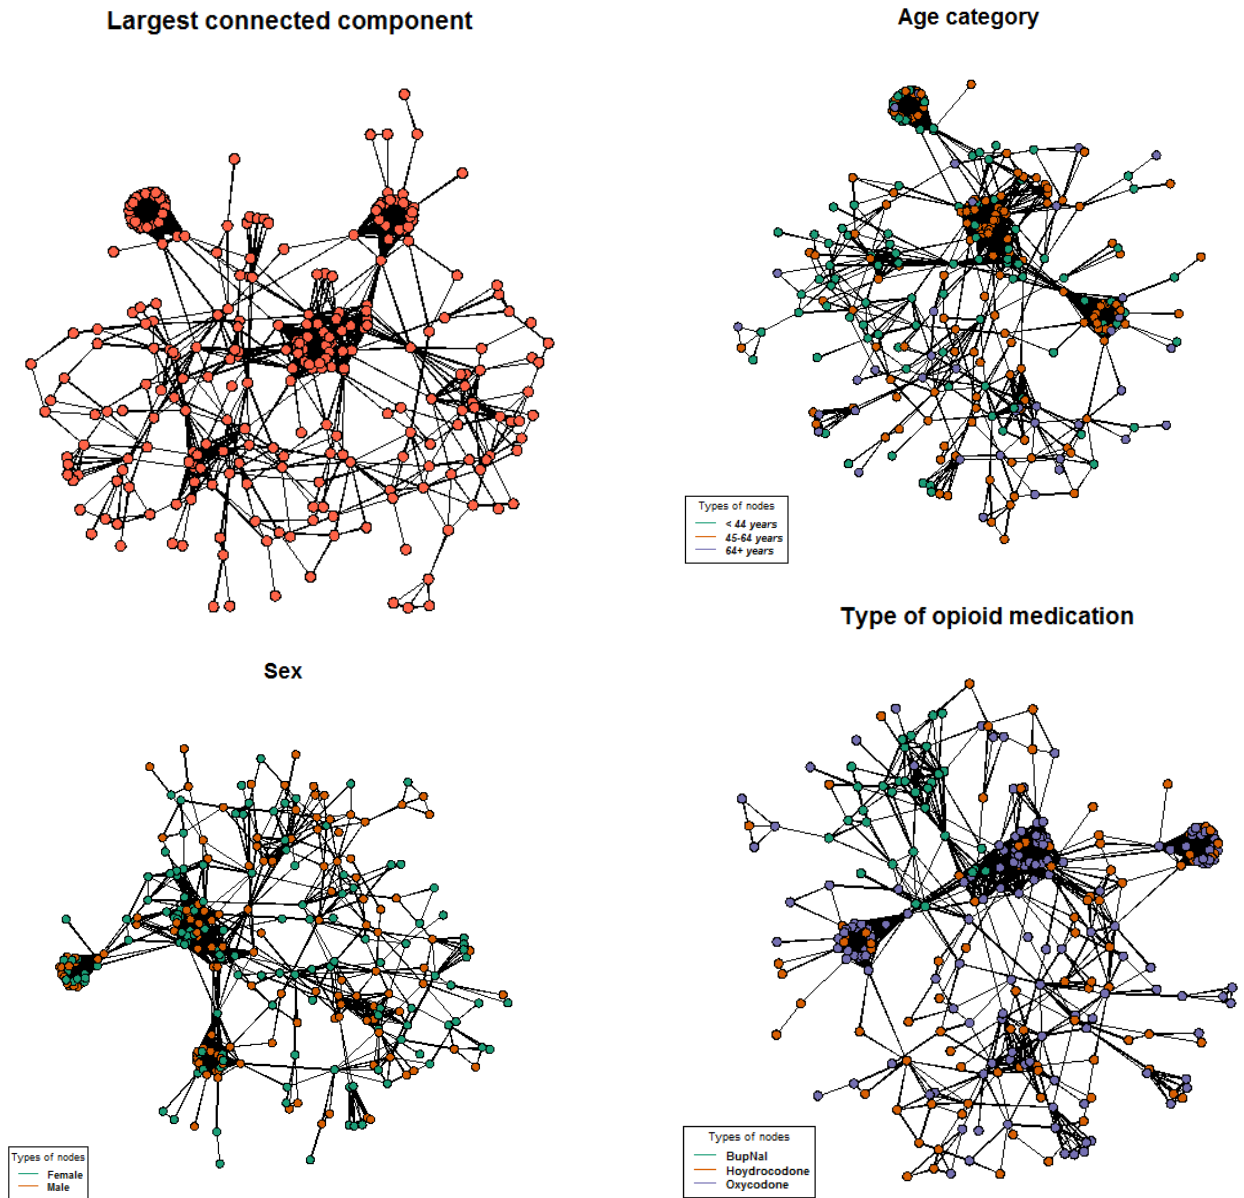 Largest connected component
Age category
Types of nodes
< 44 years
45-64 years
64+ years
Sex
Types of nodes
Female
Male
Type of opioid medication
Types of nodes
BupNal
Hoydrocodone
Oxycodone